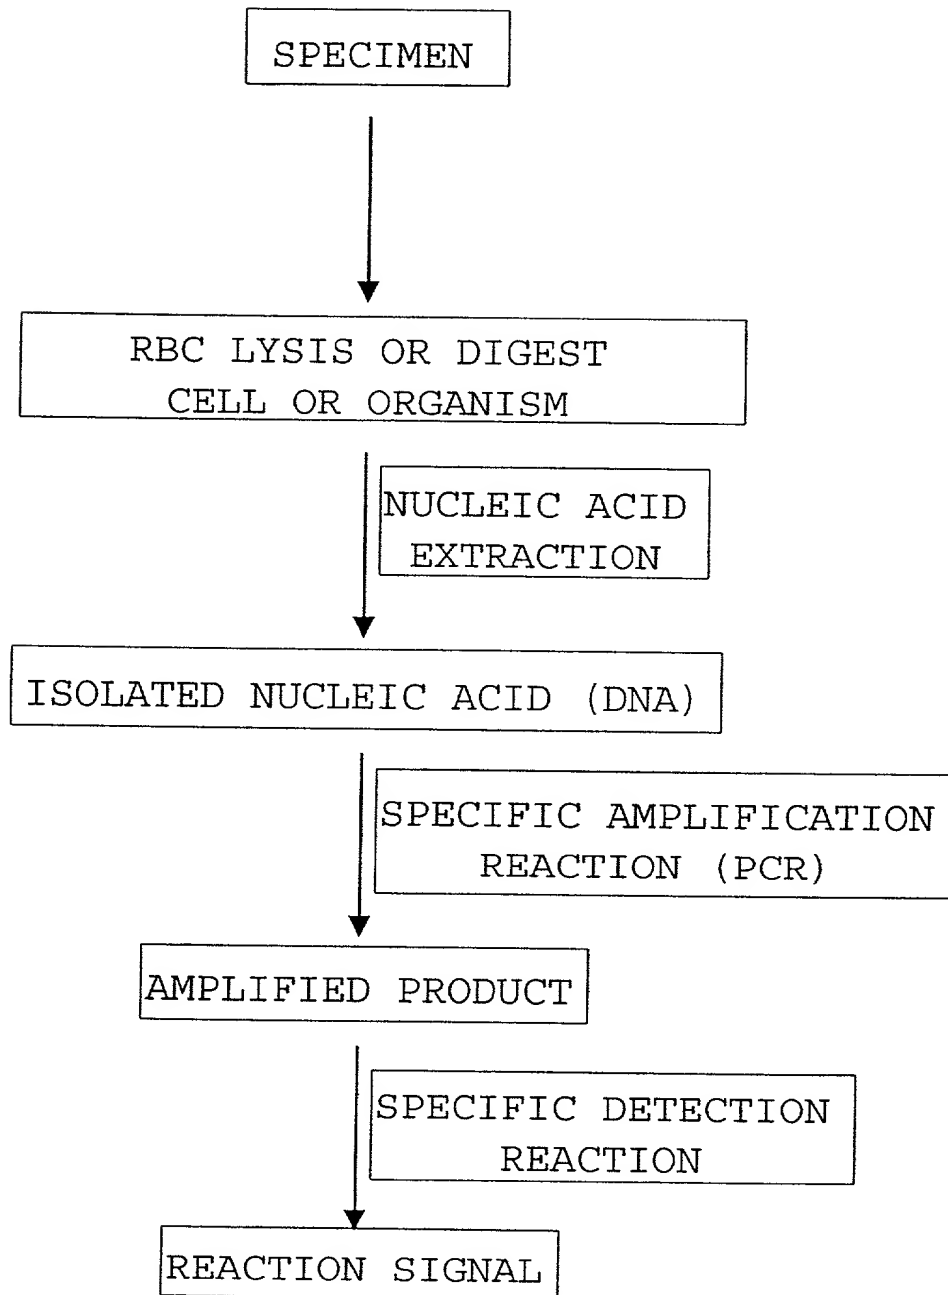 SPECIMEN
RBC LYSIS OR DIGEST
CELL OR ORGANISM
NUCLEIC ACID
EXTRACTION
ISOLATED NUCLEIC ACID (DNA)
SPECIFIC AMPLIFICATION
REACTION (PCR)
AMPLIFIED PRODUCT
SPECIFIC DETECTION
REACTION
REACTION SIGNAL